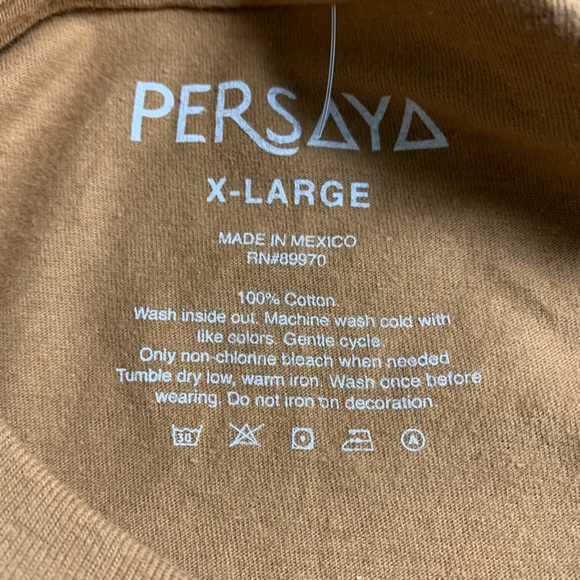 PERSAYA
X-LARGE
MADE IN MEXICO
RN#89970
100% Cotton.
Wash inside out. Machine wash cold with
like colors. Gentle cycle.
Only non-chlorine bleach when needed
Tumble dry low, warm iron. Wash once before
wearing. Do not iron on decoration.
30 A